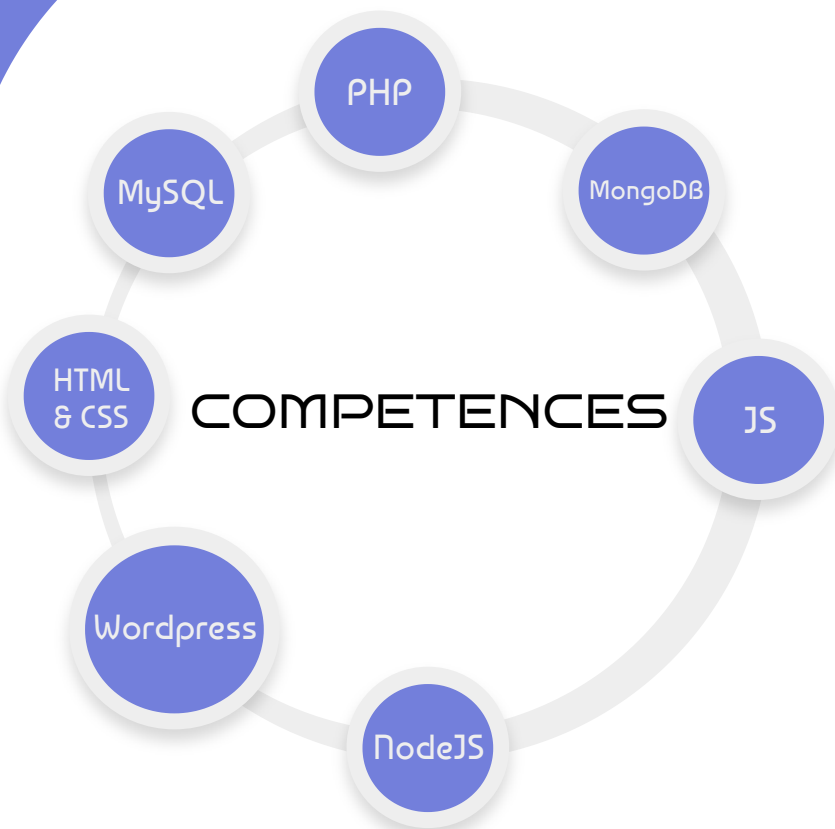 PHP
MySQL
MongoDB
HTML
& CSS
COMPETENCES
JS
Wordpress
NodeJS